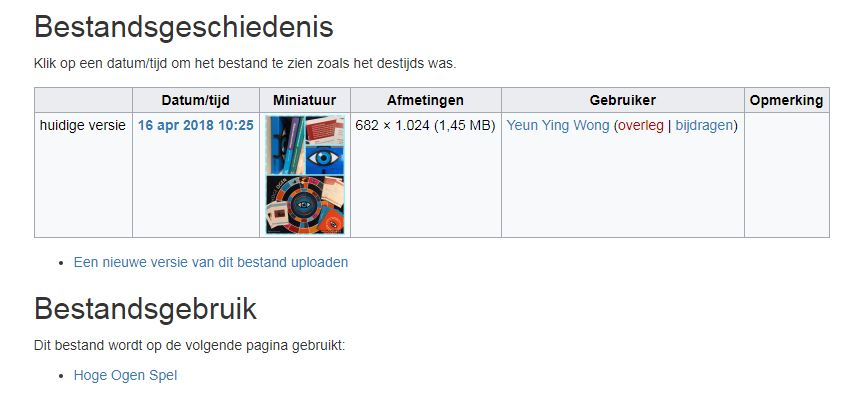 Bestandsgeschiedenis
Klik op een datum/tijd om het bestand te zien zoals het destijds was.
Datum/tijd Miniatuur Afmetingen Gebruiker Opmerking
huidige versie 16 apr 2018 10:25 682 × 1.024 (1,45 MB) Yeun Ying Wong (overleg | bijdragen)
Een nieuwe versie van dit bestand uploaden
Bestandsgebruik
Dit bestand wordt op de volgende pagina gebruikt:
Hoge Ogen Spel